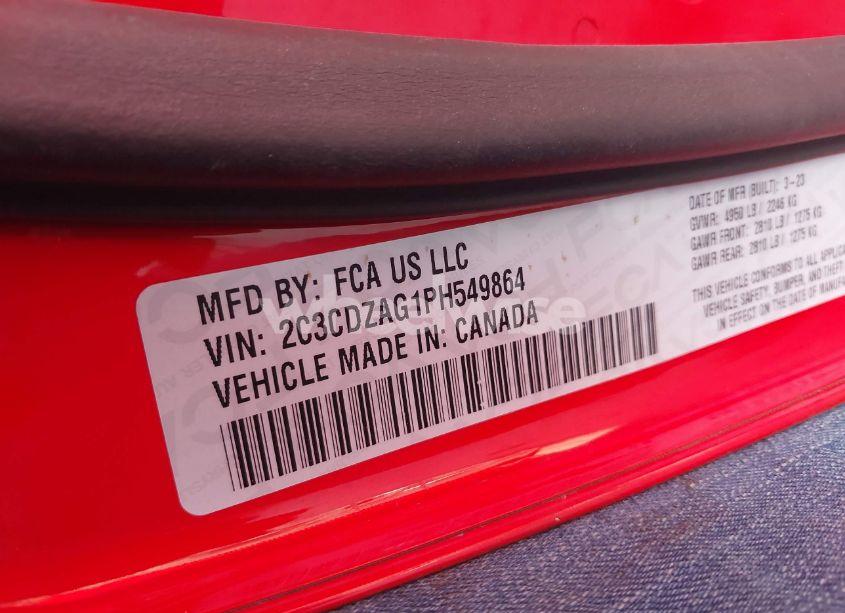 MFD BY: FCA US LLC
VIN: 2C3CDZAG1PH549864
VEHICLE MADE IN: CANADA
DATE OF MFR (BUILT): 3-23
GVWR: 4950 LB / 2246 KG
GAWR FRONT: 2810 LB / 1275 KG
GAWR REAR: 2810 LB / 1275 KG
THIS VEHICLE CONFORMS TO ALL APPLIC
VEHICLE SAFETY, BUMPER, AND THEFT
IN EFFECT ON THE DATE OF M